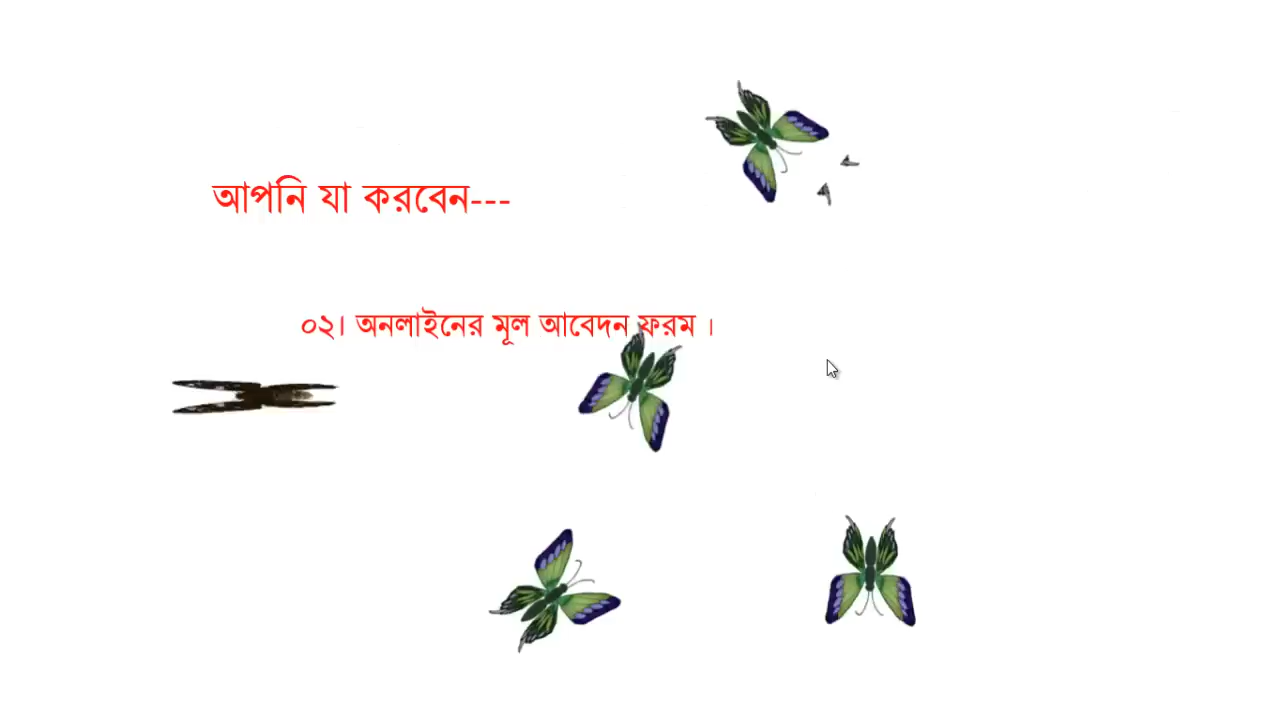 আপনি যা করবেন---
০২। অনলাইনের মূল আবেদন ফরম ।